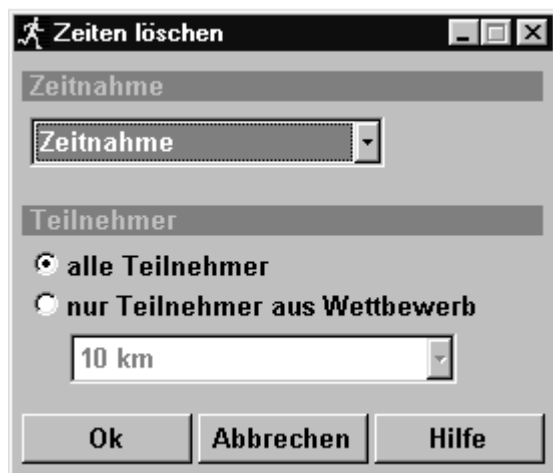 Zeiten löschen
Zeitnahme
Zeitnahme
Teilnehmer
alle Teilnehmer
nur Teilnehmer aus Wettbewerb
10 km
Ok Abbrechen Hilfe